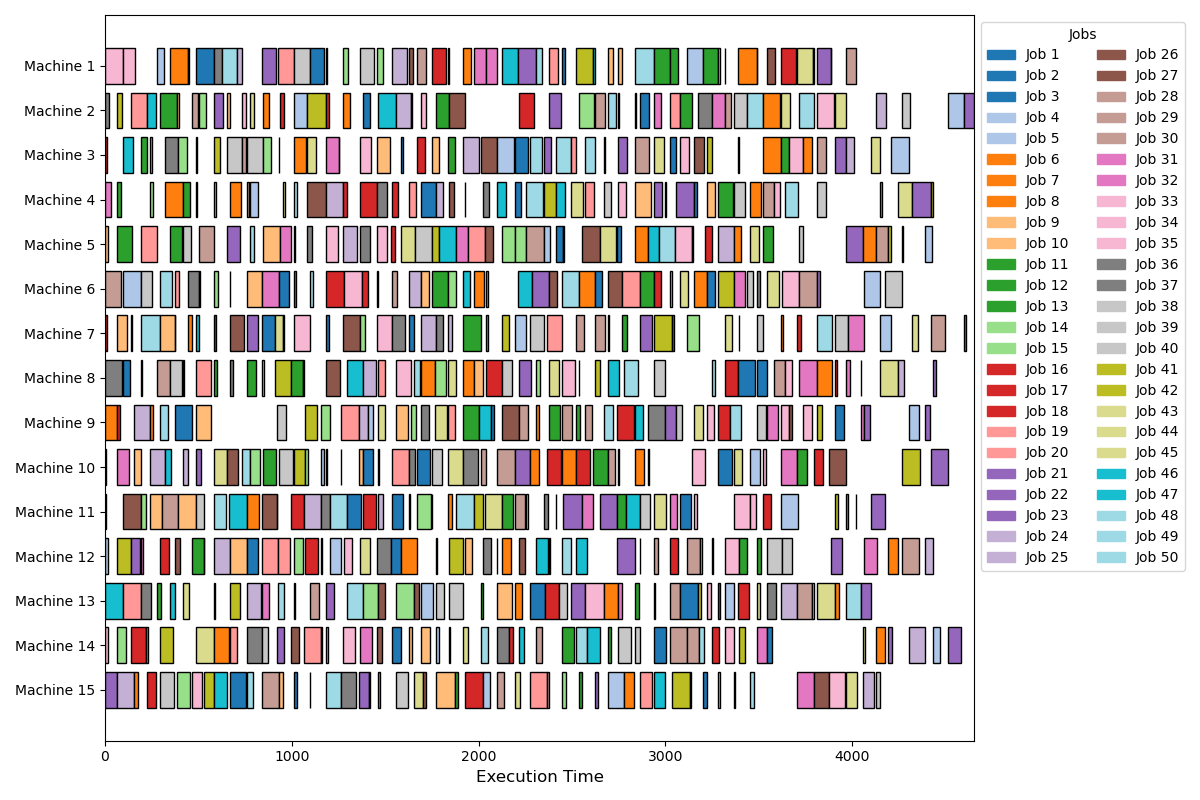 Machine 1
Machine 2
Machine 3
Machine 4
Machine 5
Machine 6
Machine 7
Machine 8
Machine 9
Machine 10
Machine 11
Machine 12
Machine 13
Machine 14
Machine 15
0 1000 2000 3000 4000
Execution Time
Jobs
Job 1
Job 2
Job 3
Job 4
Job 5
Job 6
Job 7
Job 8
Job 9
Job 10
Job 11
Job 12
Job 13
Job 14
Job 15
Job 16
Job 17
Job 18
Job 19
Job 20
Job 21
Job 22
Job 23
Job 24
Job 25
Job 26
Job 27
Job 28
Job 29
Job 30
Job 31
Job 32
Job 33
Job 34
Job 35
Job 36
Job 37
Job 38
Job 39
Job 40
Job 41
Job 42
Job 43
Job 44
Job 45
Job 46
Job 47
Job 48
Job 49
Job 50